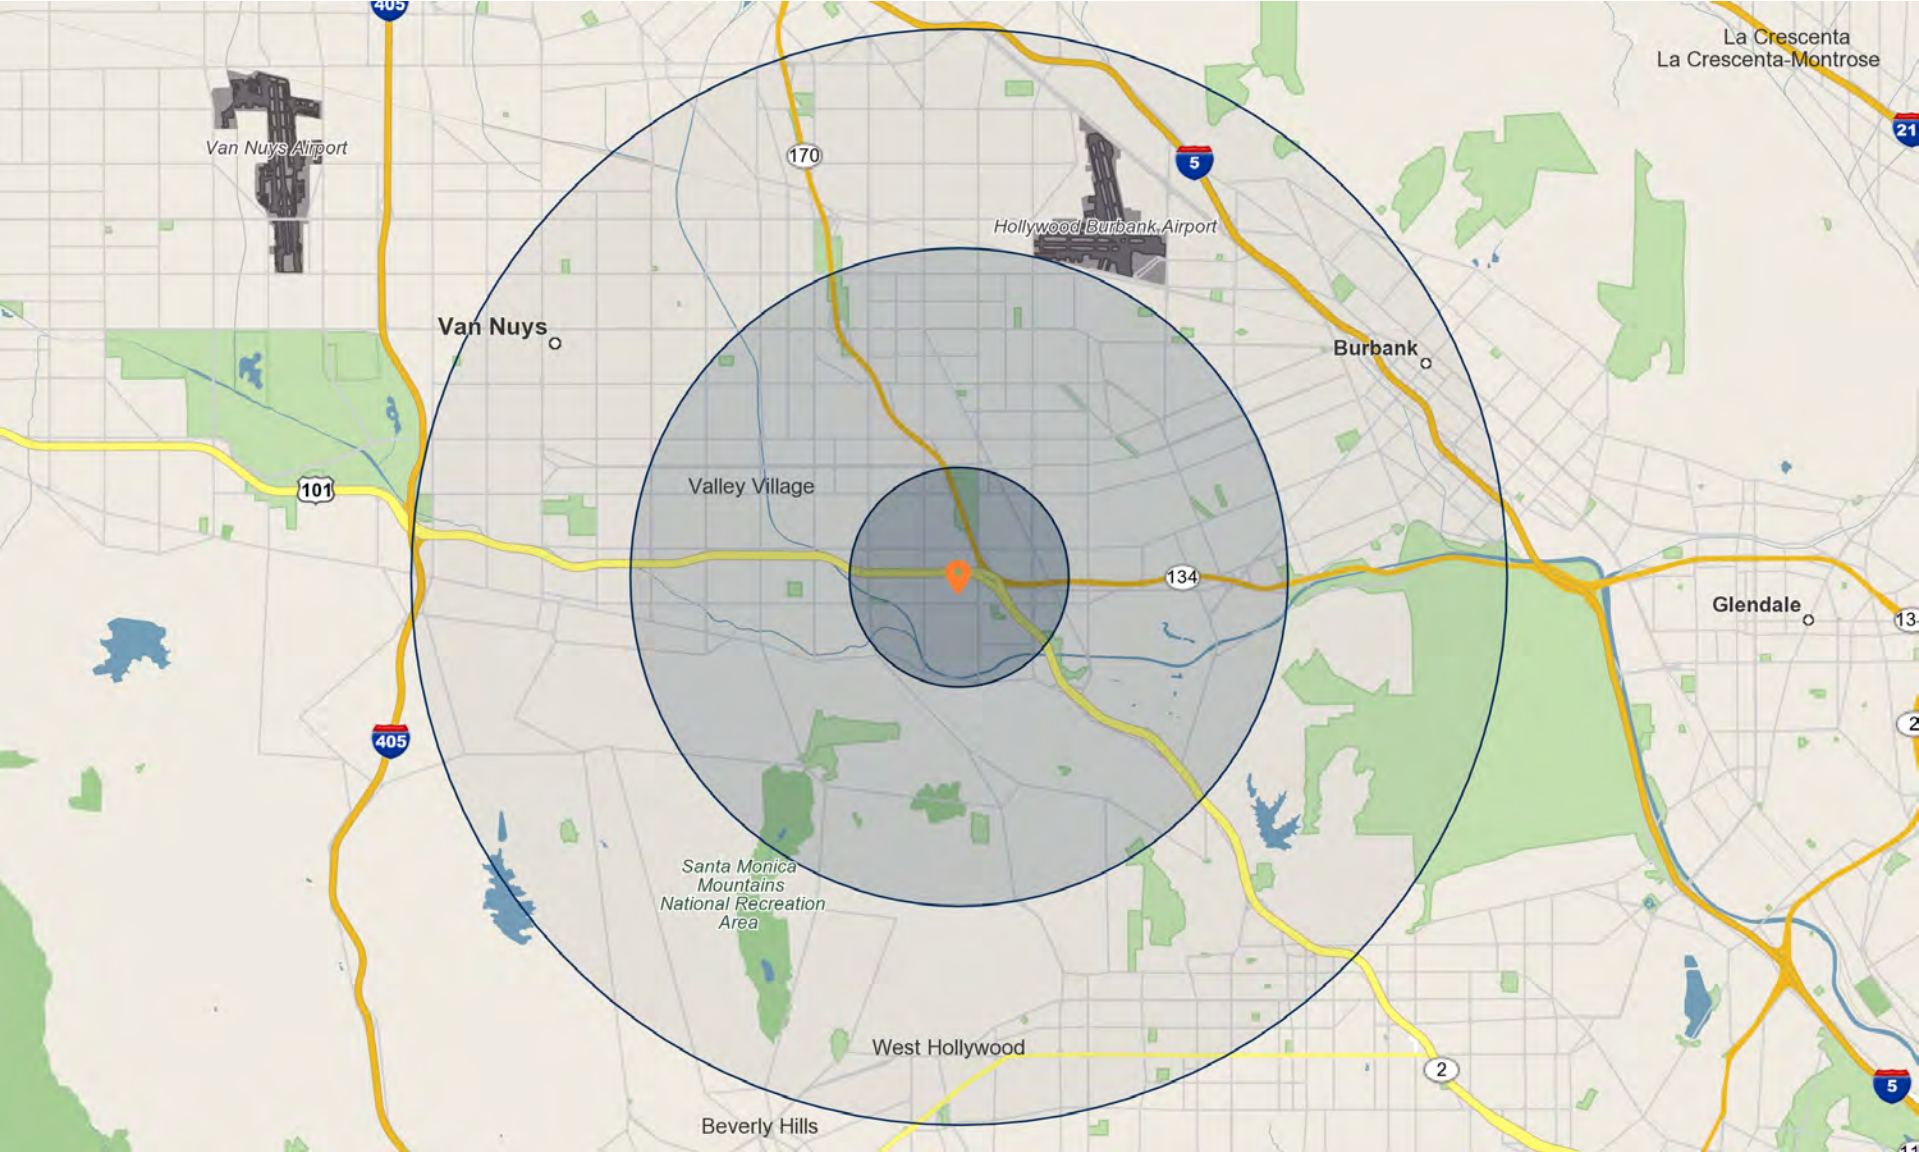 405
La Crescenta
La Crescenta-Montrose
21
Van Nuys Airport
170
5
Hollywood Burbank Airport
Van Nuys
Burbank
Valley Village
101
134
Glendale
13
405
2
Santa Monica
Mountains
National Recreation
Area
West Hollywood
2
5
Beverly Hills
11